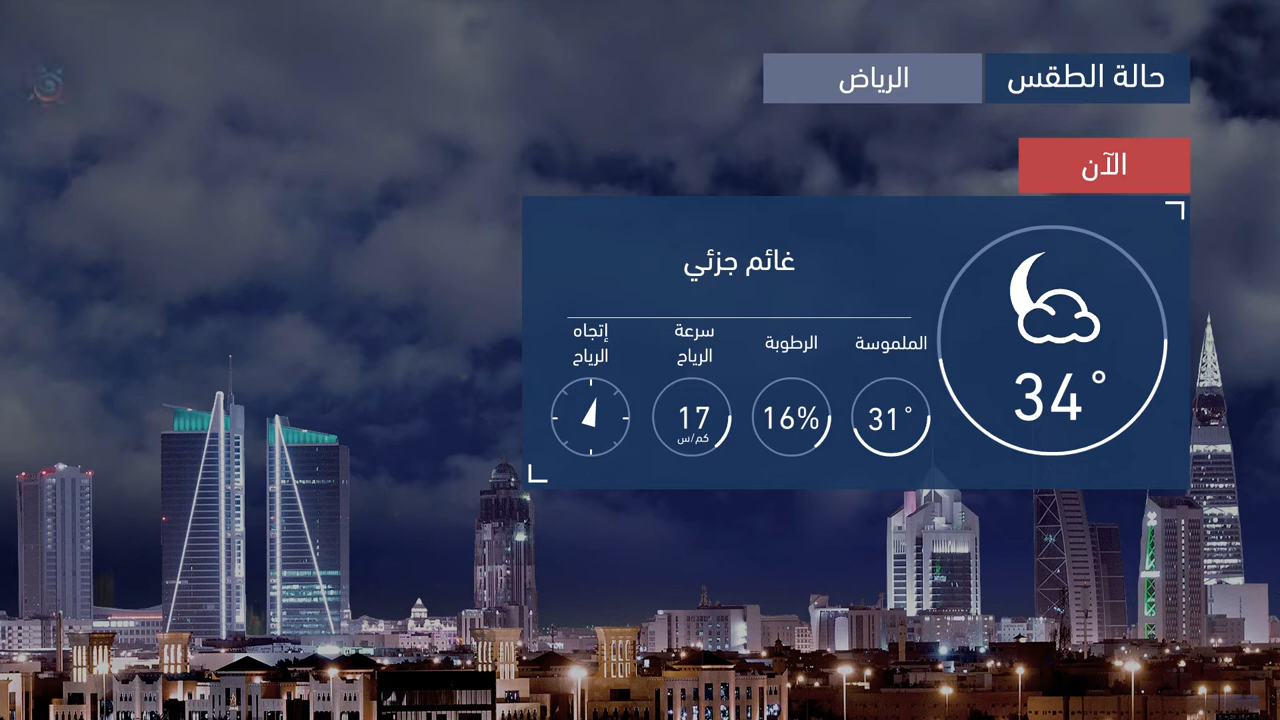 حالة الطقس
الرياض
الآن
غائم جزئي
34°
الملموسة
31°
الرطوبة
16%
سرعة
الرياح
17
كم/س
إتجاه
الرياح